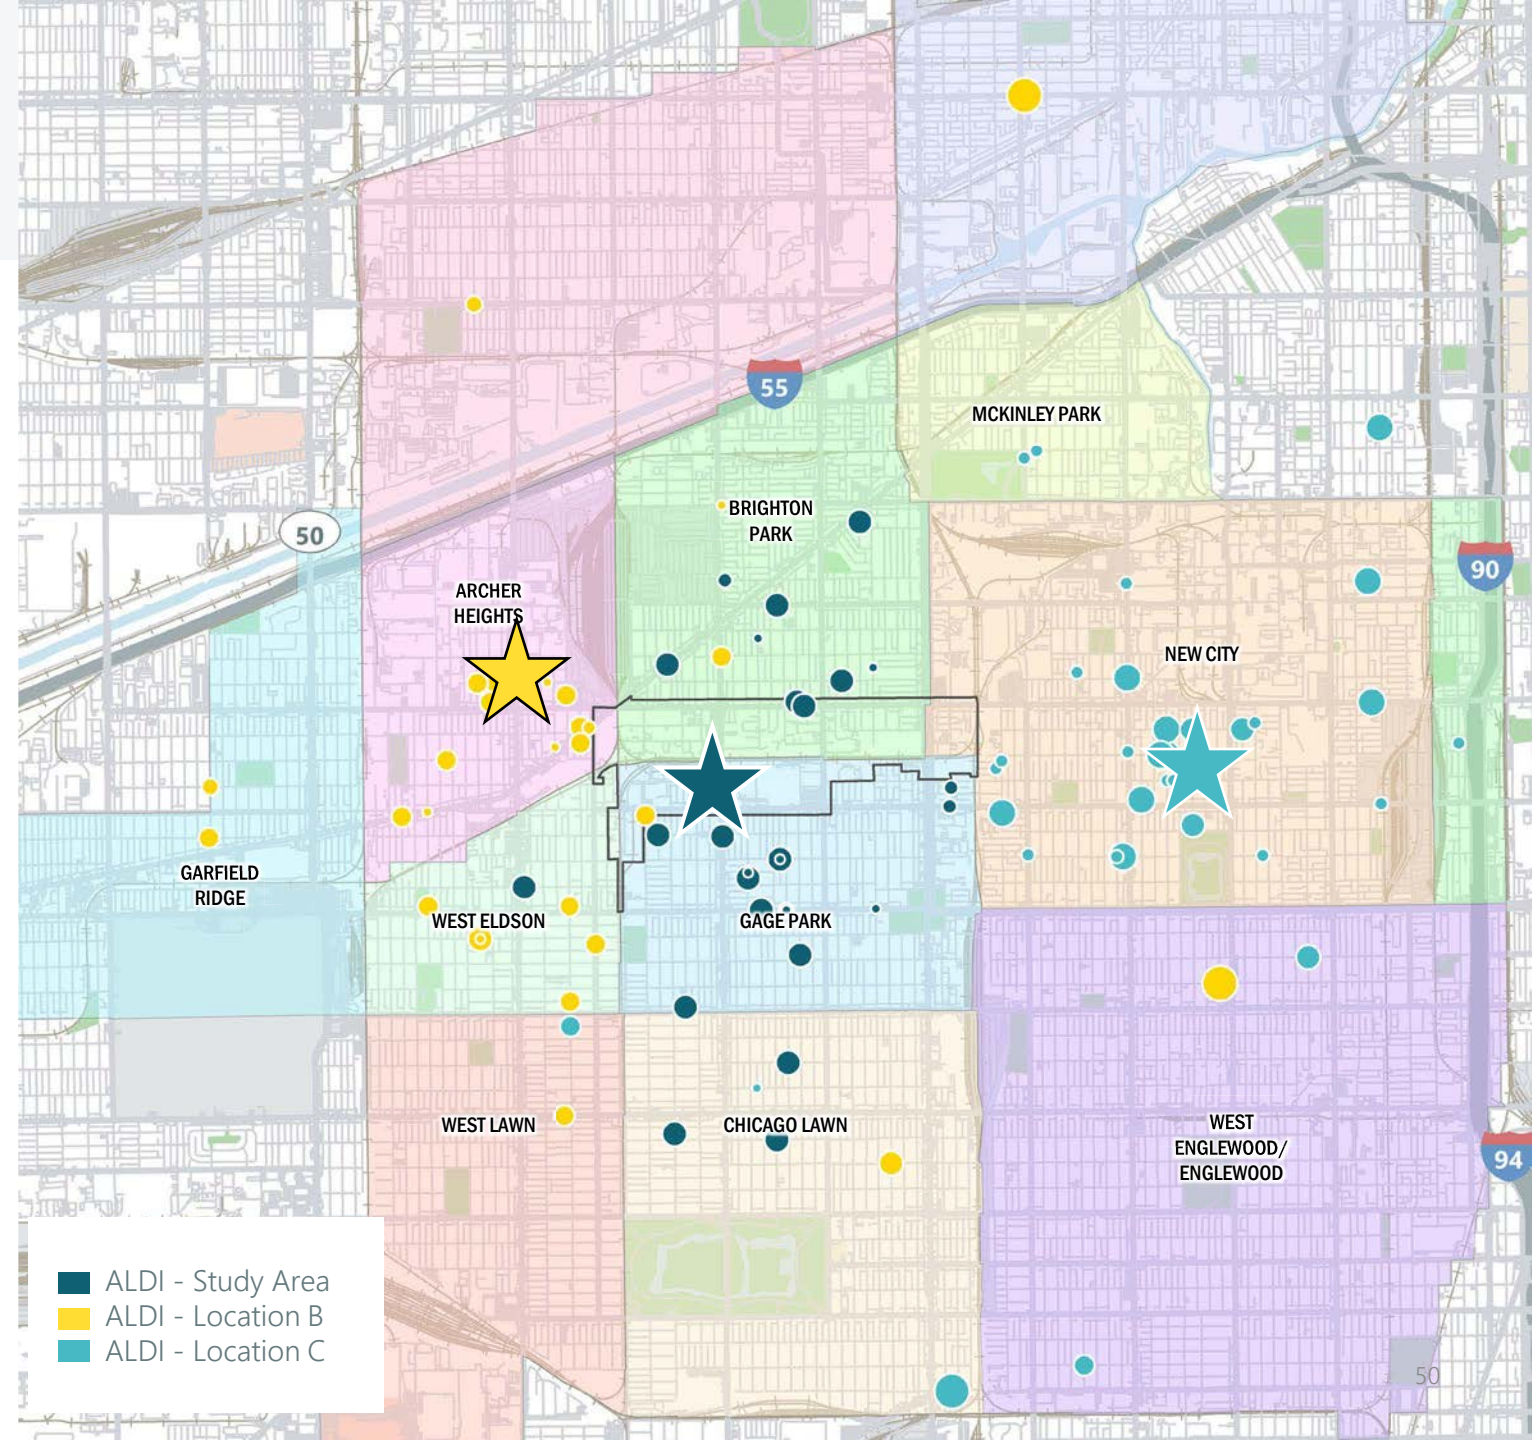 55
MCKINLEY PARK
BRIGHTON
PARK
50
90
ARCHER
HEIGHTS
NEW CITY
GARFIELD
RIDGE
WEST ELDSON
GAGE PARK
WEST LAWN
CHICAGO LAWN
WEST
ENGLEWOOD/
ENGLEWOOD
94
ALDI - Study Area
ALDI - Location B
ALDI - Location C
50